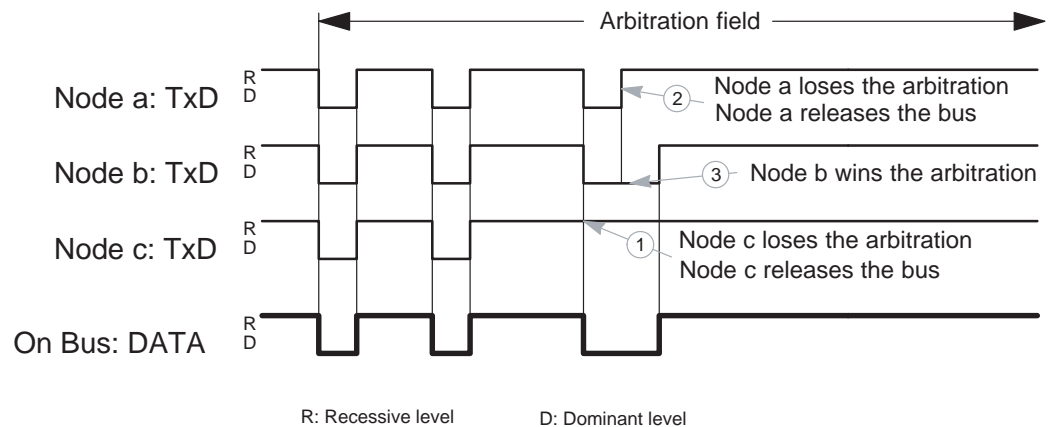 Arbitration field
Node a: TxD
R
D
2
Node a loses the arbitration
Node a releases the bus
Node b: TxD
R
D
3
Node b wins the arbitration
Node c: TxD
R
D
1
Node c loses the arbitration
Node c releases the bus
On Bus: DATA
R
D
R: Recessive level
D: Dominant level